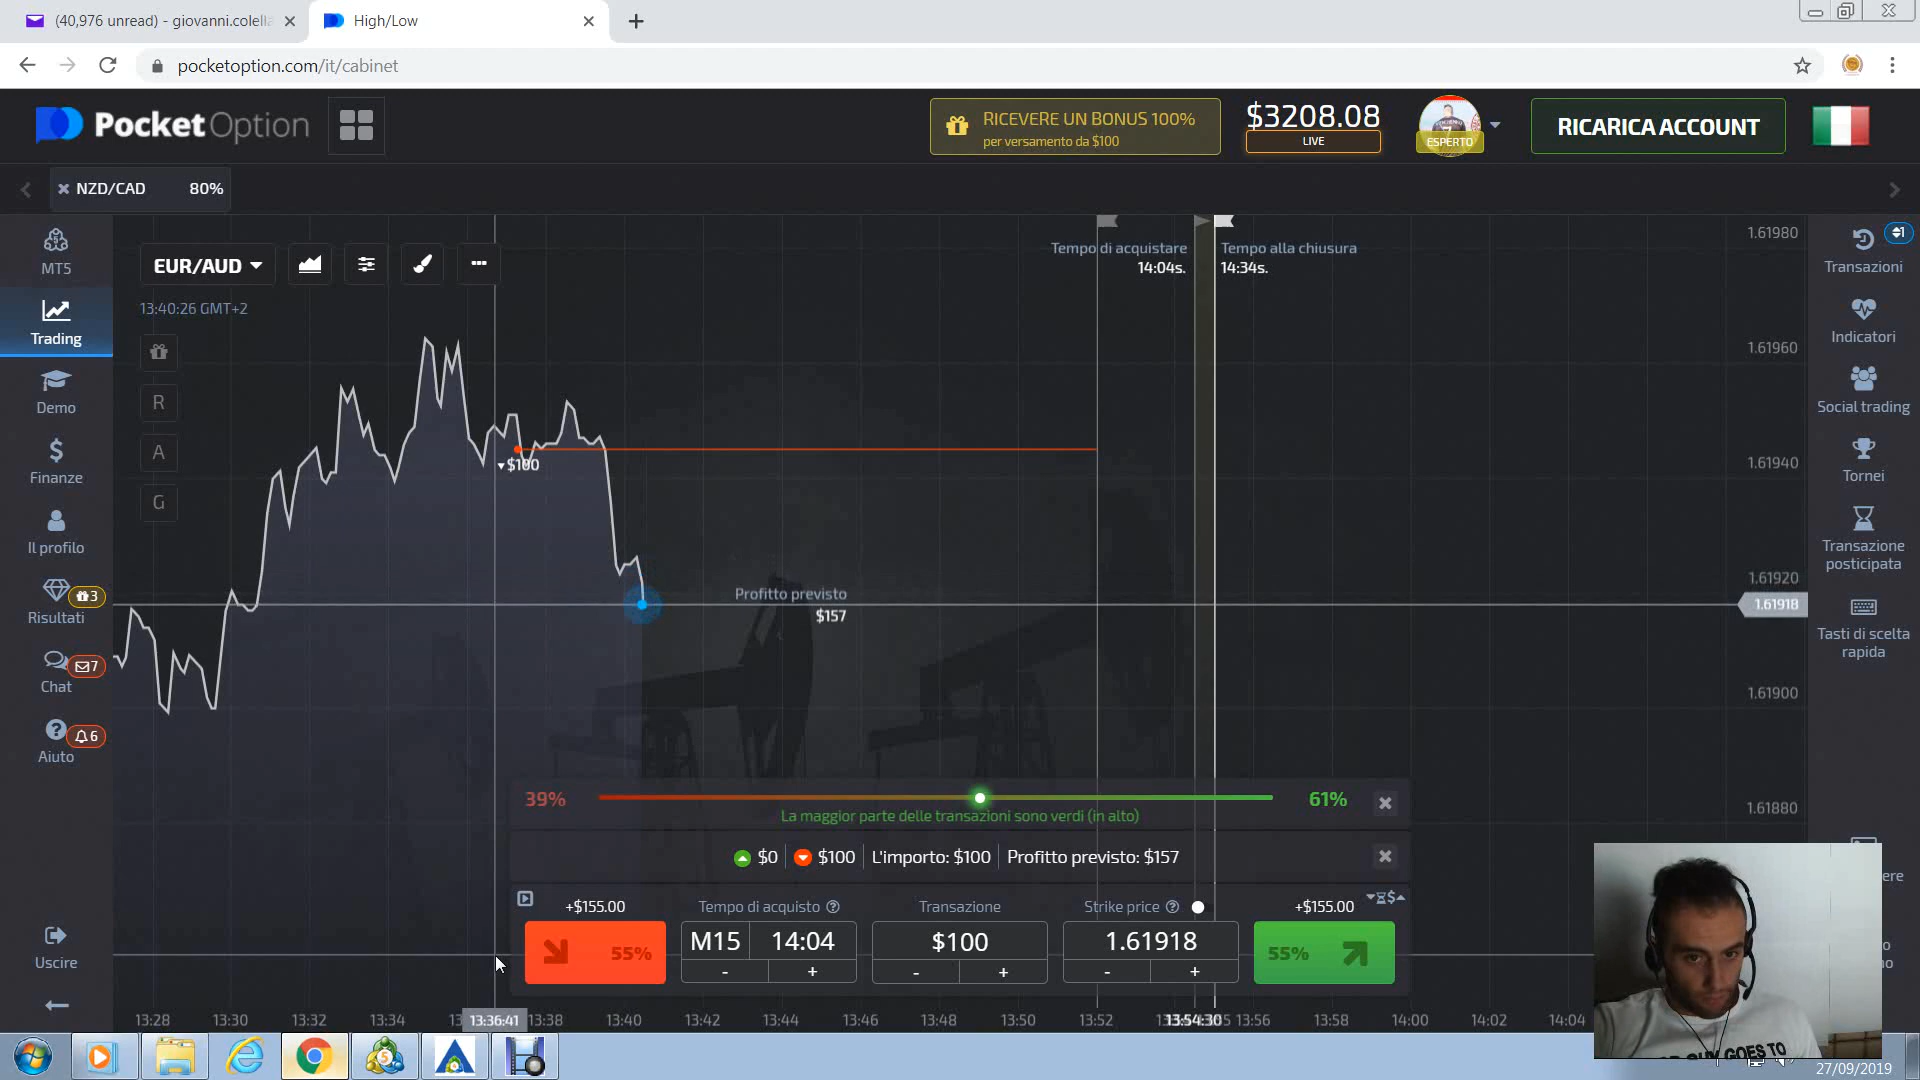 (40,976 unread) - giovanni.colella
High/Low
pocketoption.com/it/cabinet
PocketOption
RICEVERE UN BONUS 100%
per versamento da $100
$3208.08
LIVE
ESPERTO
RICARICA ACCOUNT
NZD/CAD 80%
MT5
Trading
Demo
Finanze
Il profilo
Risultati
3
Chat
7
Aiuto
6
Uscire
EUR/AUD
13:40:26 GMT+2
R
A
G
Tempo di acquistare
14:04s.
Tempo alla chiusura
14:34s.
$100
Profitto previsto
$157
1.61980
1.61960
1.61940
1.61920
1.61918
1.61900
1.61880
Transazioni
1
Indicatori
Social trading
Tornei
Transazione
posticipata
Tasti di scelta
rapida
39%
61%
La maggior parte delle transazioni sono verdi (in alto)
$0 $100 L'importo: $100 Profitto previsto: $157
+$155.00
55%
Tempo di acquisto
M15 14:04
- +
Transazione
$100
- +
Strike price
1.61918
- +
+$155.00
55%
13:28 13:30 13:32 13:34 13:36:41 13:38 13:40 13:42 13:44 13:46 13:48 13:50 13:52 13:54:30 13:56 13:58 14:00 14:02 14:04
GOES TO
27/09/2019